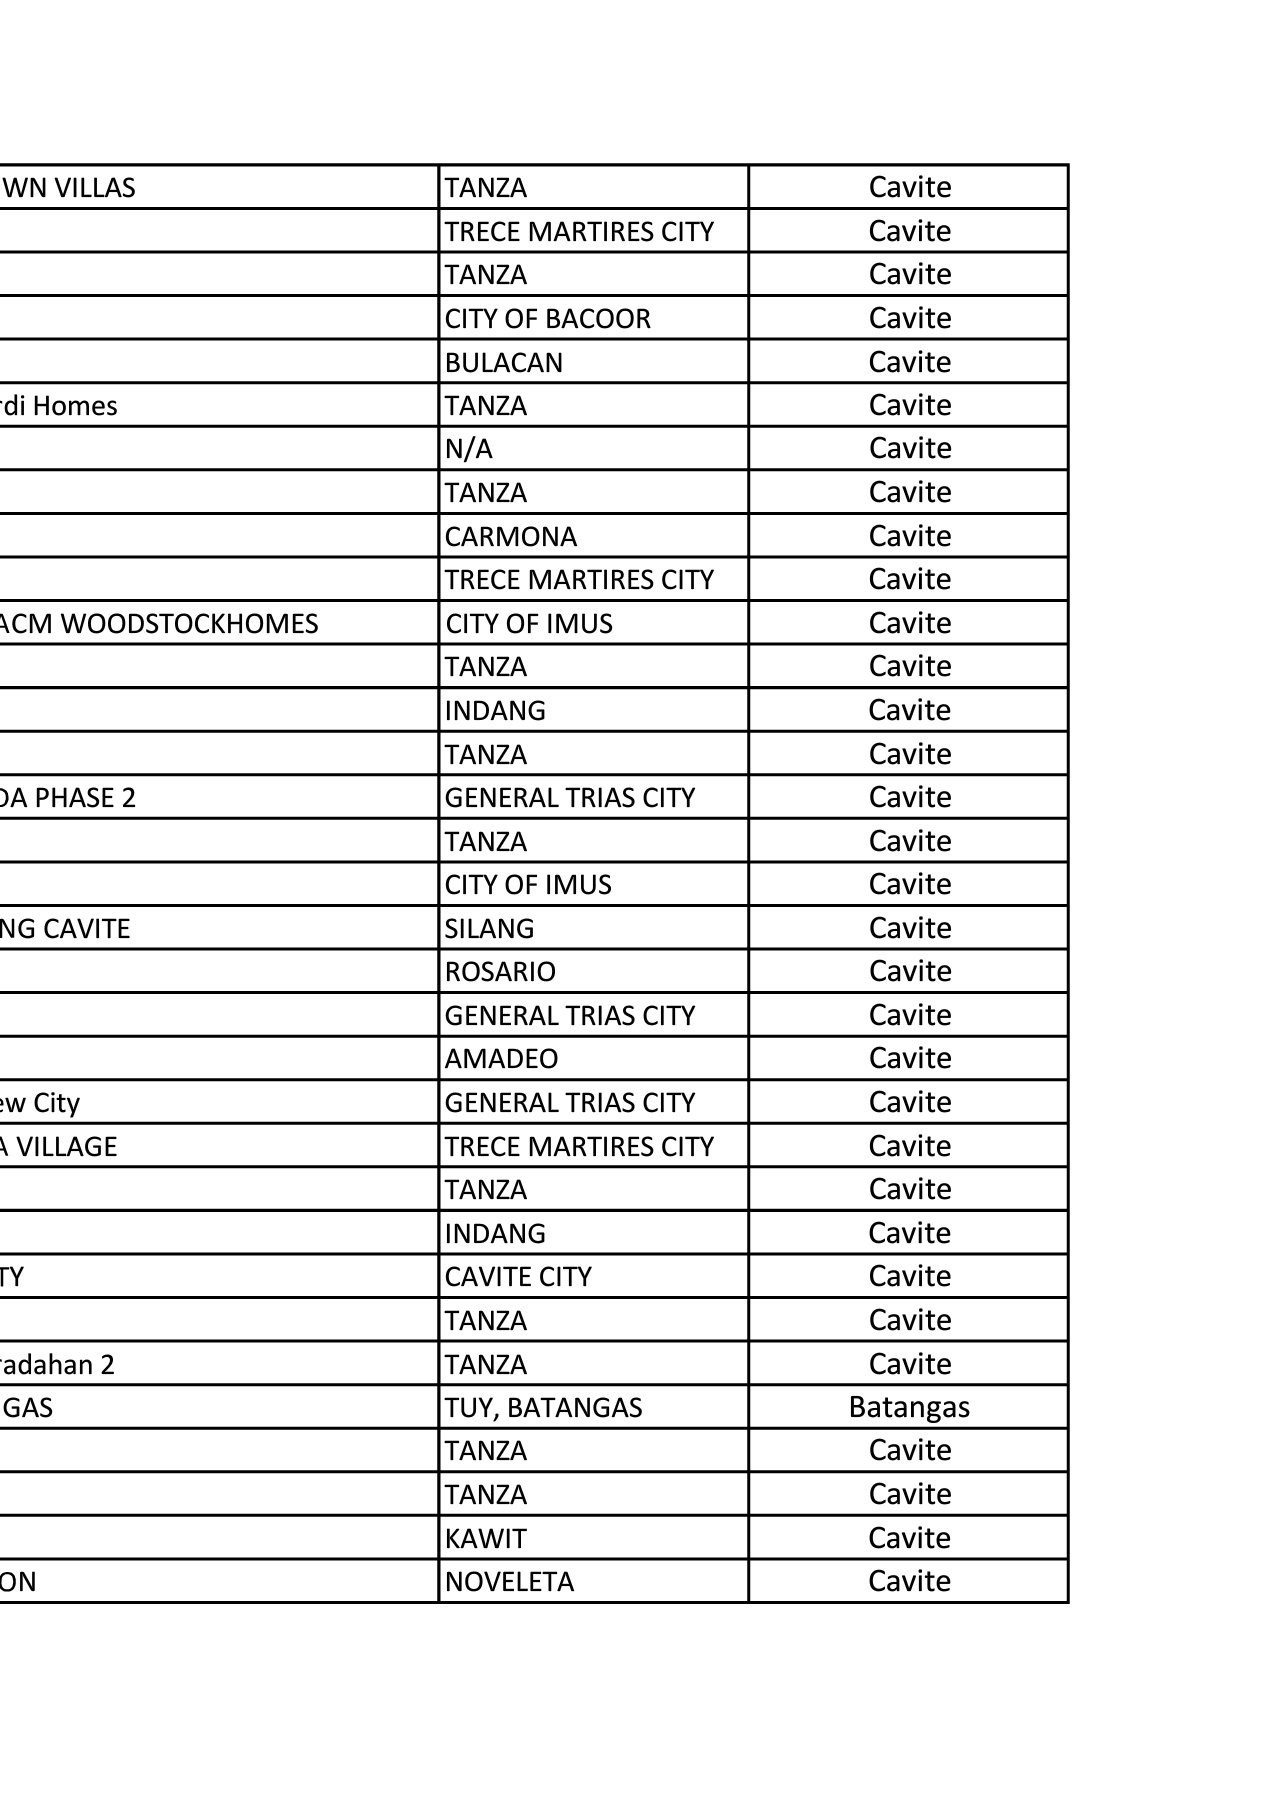 WN VILLAS TANZA Cavite
TRECE MARTIRES CITY Cavite
TANZA Cavite
CITY OF BACOOR Cavite
BULACAN Cavite
rdi Homes TANZA Cavite
N/A Cavite
TANZA Cavite
CARMONA Cavite
TRECE MARTIRES CITY Cavite
ACM WOODSTOCKHOMES CITY OF IMUS Cavite
TANZA Cavite
INDANG Cavite
TANZA Cavite
DA PHASE 2 GENERAL TRIAS CITY Cavite
TANZA Cavite
CITY OF IMUS Cavite
NG CAVITE SILANG Cavite
ROSARIO Cavite
GENERAL TRIAS CITY Cavite
AMADEO Cavite
ew City GENERAL TRIAS CITY Cavite
A VILLAGE TRECE MARTIRES CITY Cavite
TANZA Cavite
INDANG Cavite
TY CAVITE CITY Cavite
TANZA Cavite
radahan 2 TANZA Cavite
GAS TUY, BATANGAS Batangas
TANZA Cavite
TANZA Cavite
KAWIT Cavite
ON NOVELETA Cavite